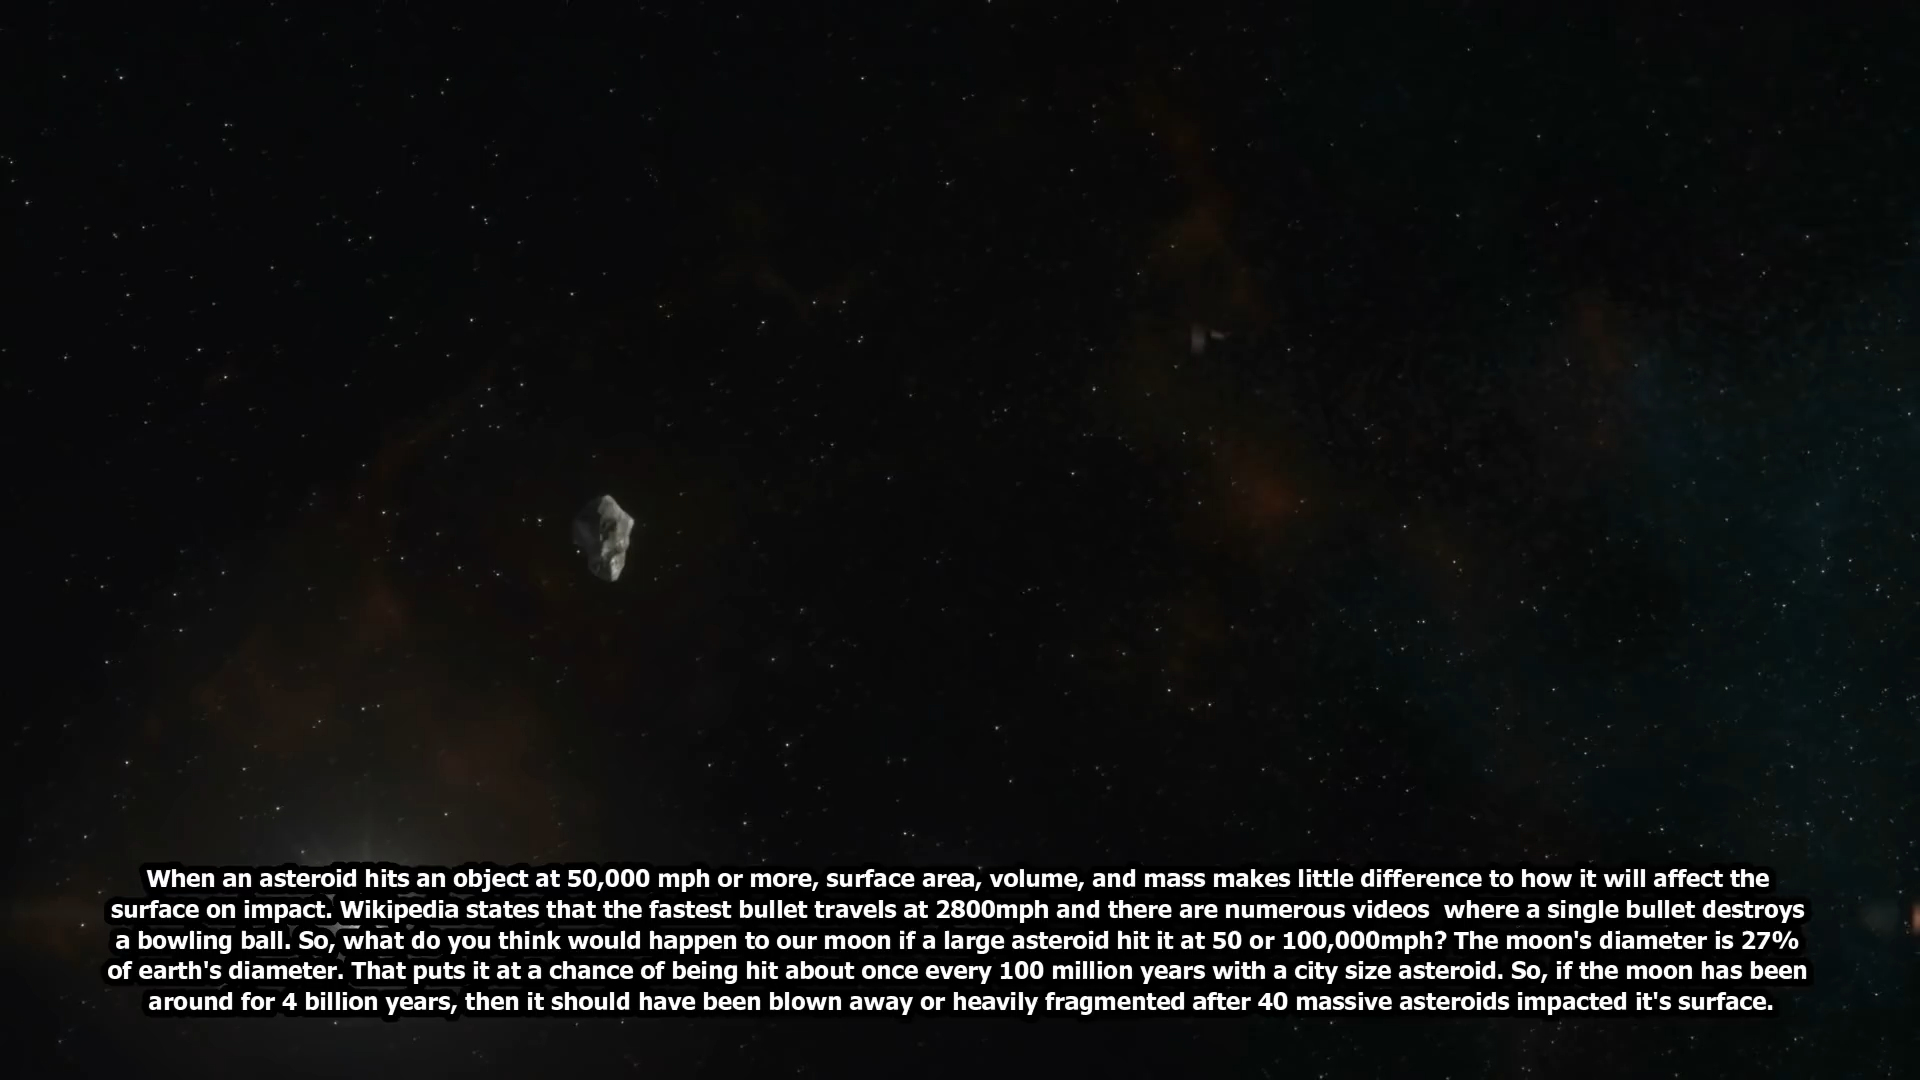 When an asteroid hits an object at 50,000 mph or more, surface area, volume, and mass makes little difference to how it will affect the
surface on impact. Wikipedia states that the fastest bullet travels at 2800mph and there are numerous videos  where a single bullet destroys
a bowling ball. So, what do you think would happen to our moon if a large asteroid hit it at 50 or 100,000mph? The moon's diameter is 27%
of earth's diameter. That puts it at a chance of being hit about once every 100 million years with a city size asteroid. So, if the moon has been
around for 4 billion years, then it should have been blown away or heavily fragmented after 40 massive asteroids impacted it's surface.